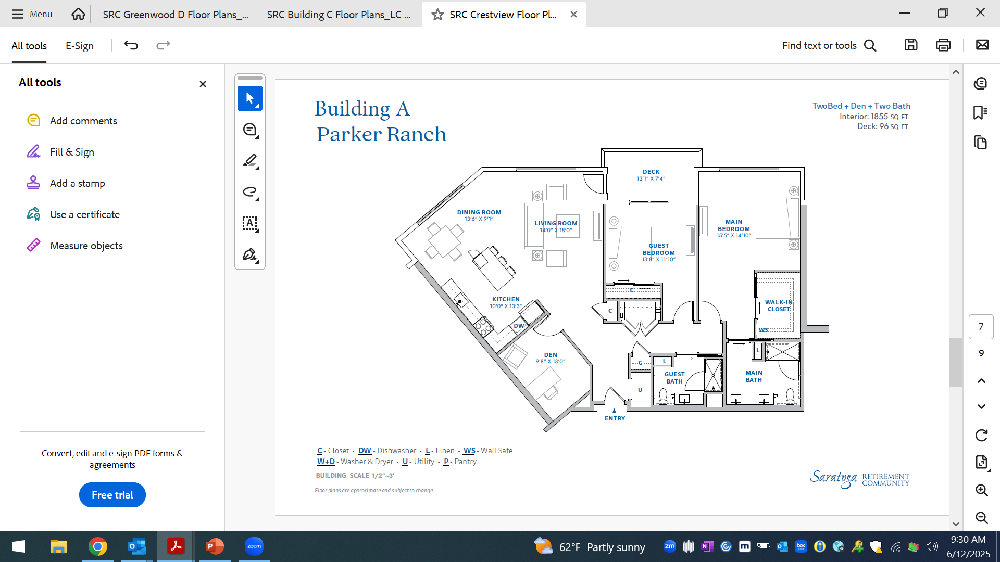 Menu
SRC Greenwood D Floor Plans_...
SRC Building C Floor Plans_LC ...
SRC Crestview Floor Pl...
All tools
E-Sign
Find text or tools
All tools
Add comments
Fill & Sign
Add a stamp
Use a certificate
Measure objects
Convert, edit and e-sign PDF forms &
agreements
Free trial
A
Building A
Parker Ranch
TwoBed + Den + Two Bath
Interior: 1855 SQ. FT.
Deck: 96 SQ. FT.
DECK
13'1" X 7'4"
DINING ROOM
13'6" X 9'1"
LIVING ROOM
14'0" X 18'0"
MAIN
BEDROOM
15'5" X 14'10"
GUEST
BEDROOM
13'8" X 11'10"
C
KITCHEN
10'0" X 13'3"
C
WALK-IN
CLOSET
DW
WS
DEN
9'8" X 13'0"
C
L
L
GUEST
BATH
MAIN
BATH
U
ENTRY
C - Closet • DW - Dishwasher • L - Linen • WS - Wall Safe
W+D - Washer & Dryer • U - Utility • P - Pantry
BUILDING SCALE 1/2"~3'
Floor plans are approximate and subject to change
Saratoga RETIREMENT
COMMUNITY
7
9
62°F Partly sunny
zoom
zm
box
9:30 AM
6/12/2025